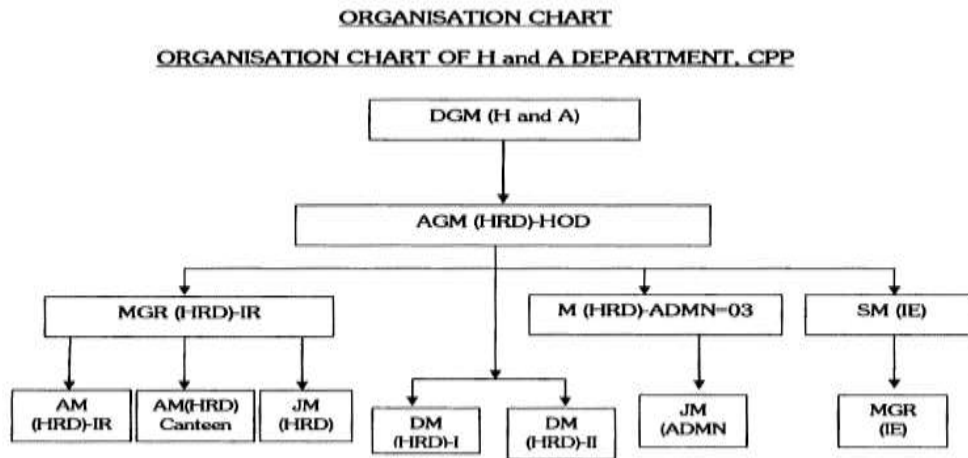 ORGANISATION CHART
ORGANISATION CHART OF H and A DEPARTMENT, CPP
DGM (H and A)
AGM (HRD)-HOD
MGR (HRD)-IR
M (HRD)-ADMN=03
SM (IE)
AM
(HRD)-IR
AM(HRD)
Canteen
JM
(HRD)
DM
(HRD)-I
DM
(HRD)-II
JM
(ADMN
MGR
(IE)